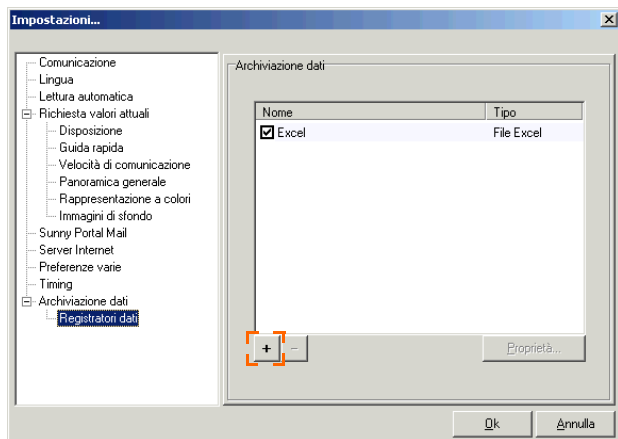 Impostazioni...
Comunicazione
Lingua
Lettura automatica
Richiesta valori attuali
Disposizione
Guida rapida
Velocità di comunicazione
Panoramica generale
Rappresentazione a colori
Immagini di sfondo
Sunny Portal Mail
Server Internet
Preferenze varie
Timing
Archiviazione dati
Registratori dati
Archiviazione dati
Nome Tipo
Excel File Excel
+ - Proprietà...
Ok Annulla